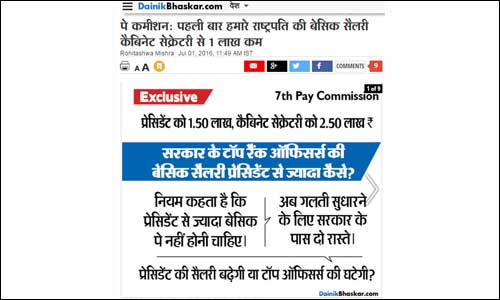 DainikBhaskar.com देश
पे कमीशन: पहली बार हमारे राष्ट्रपति की बेसिक सैलरी
कैबिनेट सेक्रेटरी से 1 लाख कम
Rohitashwa Mishra Jul 01, 2016, 11:49 AM IST
A A COMMENTS 9
Exclusive 7th Pay Commission 1 of 9
प्रेसिडेंट को 1.50 लाख, कैबिनेट सेक्रेटरी को 2.50 लाख ₹
सरकार के टॉप रैंक ऑफिसर्स की
बेसिक सैलरी प्रेसिडेंट से ज्यादा कैसे?
नियम कहता है कि
प्रेसिडेंट से ज्यादा बेसिक
पे नहीं होनी चाहिए।
अब गलती सुधारने
के लिए सरकार के
पास दो रास्ते।
प्रेसिडेंट की सैलरी बढ़ेगी या टॉप ऑफिसर्स की घटेगी?
DainikBhaskar.com